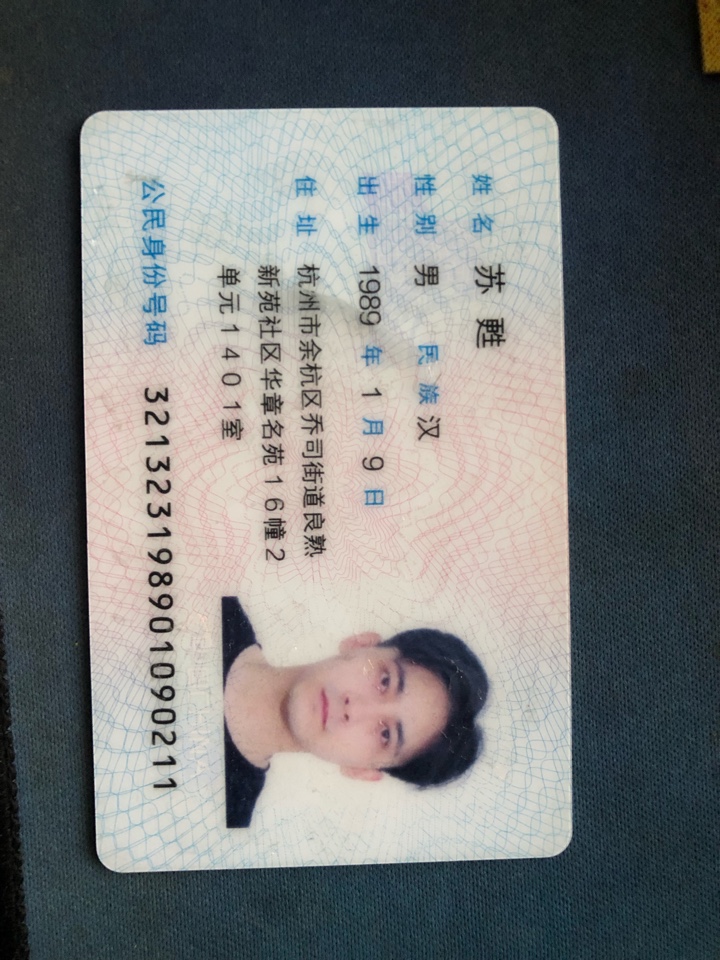 姓名 苏甦
性别 男 民族 汉
出生 1989 年 1 月 9 日
住址 杭州市余杭区乔司街道良熟
新苑社区华章名苑16幢2
单元1401室
公民身份号码 321323198901090211